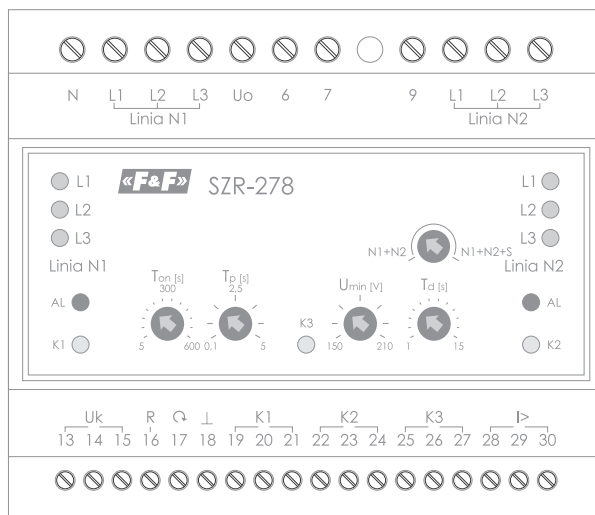 N L1 L2 L3 Uo 6 7 9 L1 L2 L3
Linia N1 Linia N2
L1 «F&F» SZR-278 L1
L2 L2
L3 L3
N1+N2 N1+N2+S
Linia N1 Linia N2
Ton [s] Tp [s] Umin [V] Td [s]
300 2,5
AL AL
K1 K3 K2
5 600 0,1 5 150 210 1 15
Uk R ⊥ K1 K2 K3 I>
13 14 15 16 17 18 19 20 21 22 23 24 25 26 27 28 29 30